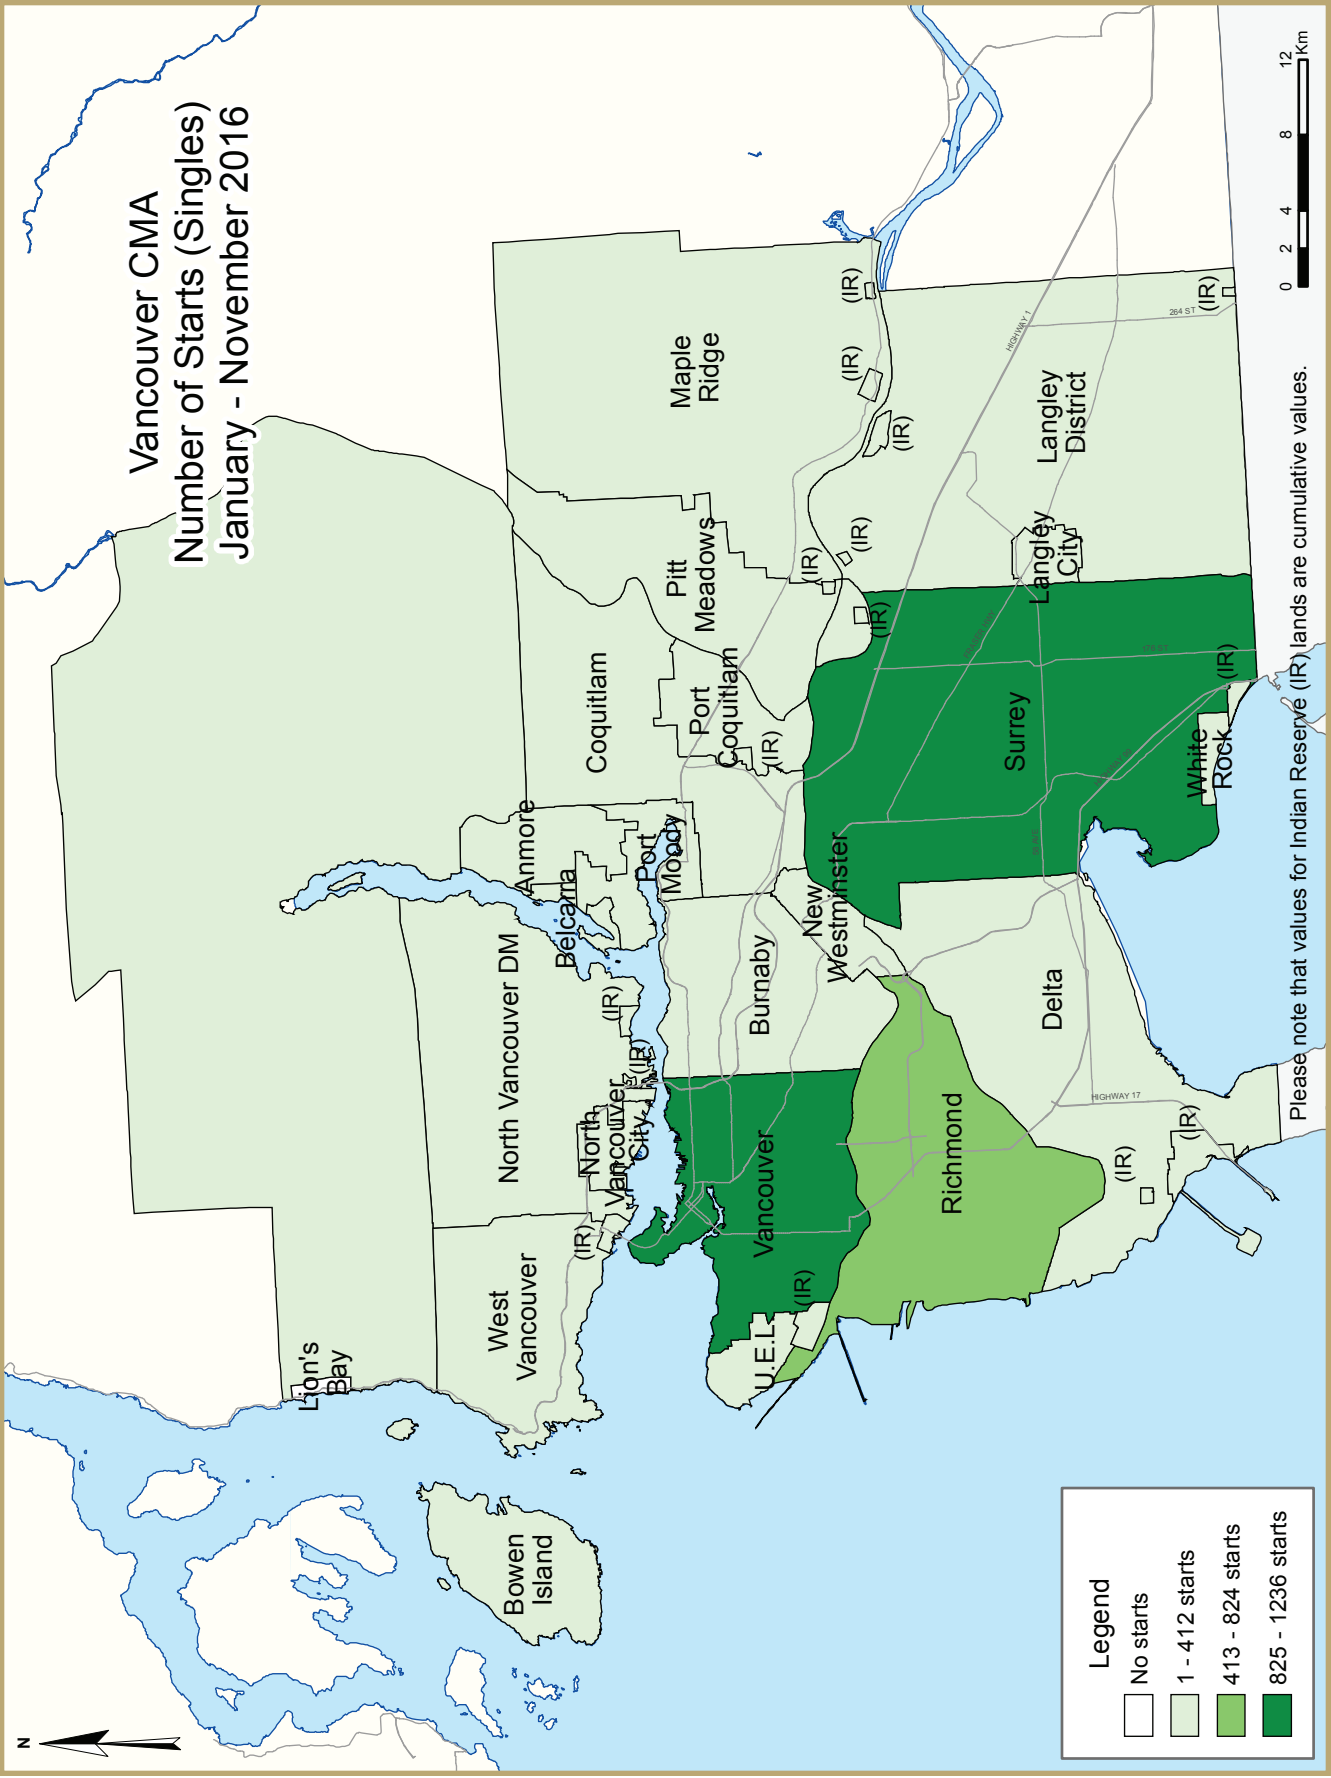 N
Vancouver CMA
Number of Starts (Singles)
January - November 2016
Lion's
Bay
West
Vancouver
North Vancouver DM
Bowen
Island
Anmore
Belcarra
Coquitlam
Maple
Ridge
Pitt
Meadows
(IR)
North
Vancouver
City
(IR)
(IR)
Port
Moody
Port
Coquitlam
(IR)
U.E.L.
(IR)
Vancouver
Burnaby
New
Westminster
(IR)
(IR)
(IR)
(IR)
(IR)
(IR)
Richmond
Surrey
Delta
Langley
City
Langley
District
HIGHWAY 1
FRASER HWY
176 ST
264 ST
HIGHWAY 17
(IR)
(IR)
White
Rock
(IR)
(IR)
Legend
No starts
1 - 412 starts
413 - 824 starts
825 - 1236 starts
0 2 4 8 12
Km
Please note that values for Indian Reserve (IR) lands are cumulative values.